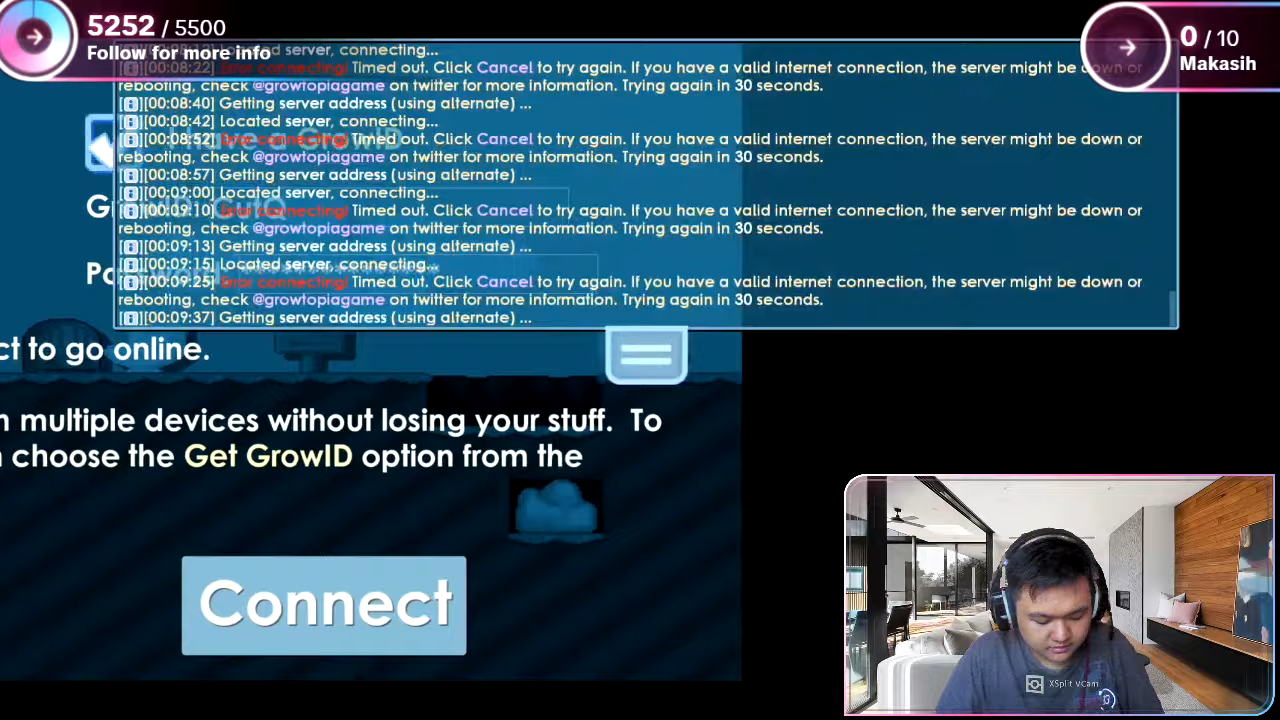 5252 / 5500
Follow for more info
0 / 10
Makasih
Located server, connecting...
[00:08:22] Error connecting! Timed out. Click Cancel to try again. If you have a valid internet connection, the server might be down or
rebooting, check @growtopiagame on twitter for more information. Trying again in 30 seconds.
[00:08:40] Getting server address (using alternate) ...
[00:08:42] Located server, connecting...
[00:08:52] Error connecting! Timed out. Click Cancel to try again. If you have a valid internet connection, the server might be down or
rebooting, check @growtopiagame on twitter for more information. Trying again in 30 seconds.
[00:08:57] Getting server address (using alternate) ...
[00:09:00] Located server, connecting...
[00:09:10] Error connecting! Timed out. Click Cancel to try again. If you have a valid internet connection, the server might be down or
rebooting, check @growtopiagame on twitter for more information. Trying again in 30 seconds.
[00:09:13] Getting server address (using alternate) ...
[00:09:15] Located server, connecting...
[00:09:25] Error connecting! Timed out. Click Cancel to try again. If you have a valid internet connection, the server might be down or
rebooting, check @growtopiagame on twitter for more information. Trying again in 30 seconds.
[00:09:37] Getting server address (using alternate) ...
I have a GrowID
ct to go online.
multiple devices without losing your stuff. To
choose the Get GrowID option from the
Connect
XSplit VCam